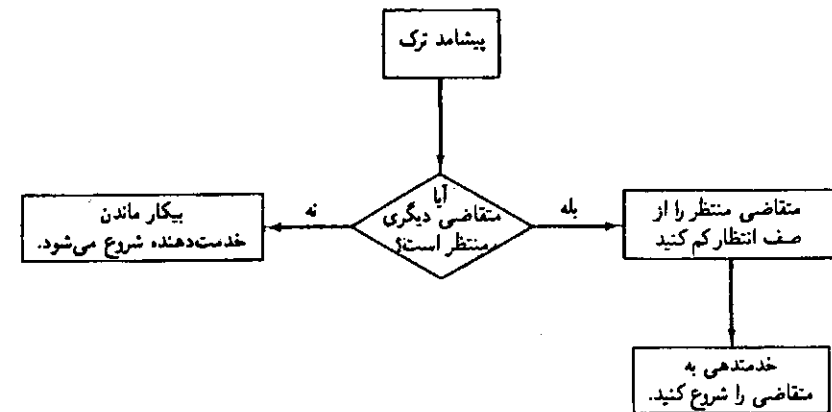 پیشامد ترک
آیا
متقاضی دیگری
منتظر است؟
بله
نه
متقاضی منتظر را از
صف انتظار کم کنید
بیکار ماندن
خدمت‌دهنده شروع می‌شود.
خدمتدهی به
متقاضی را شروع کنید.